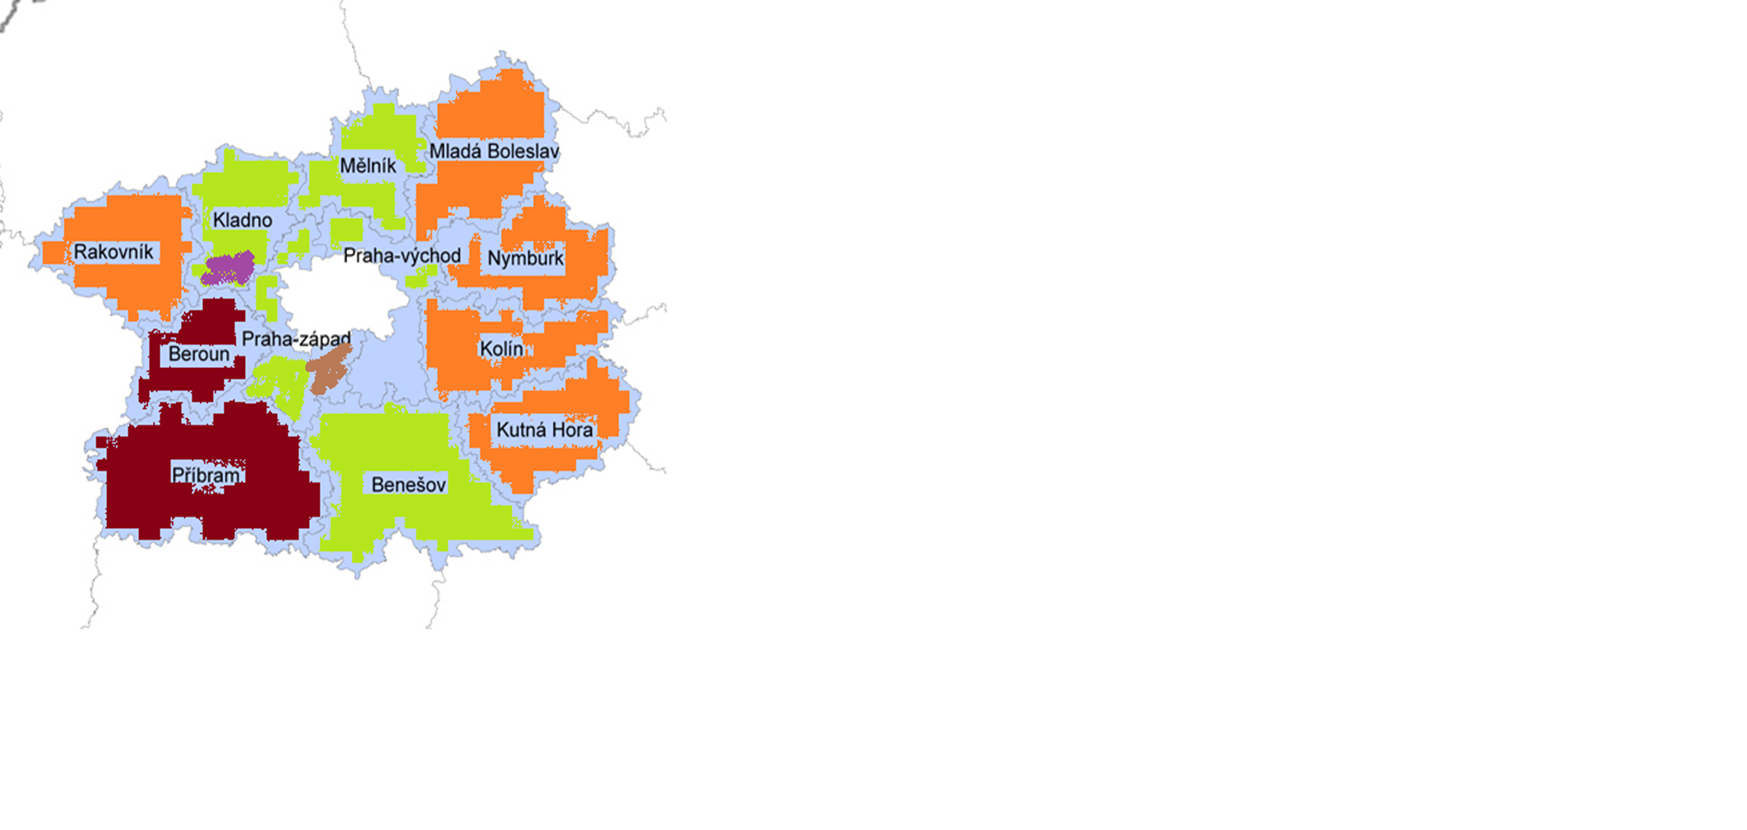 Mladá Boleslav
Mělník
Kladno
Rakovník
Praha-východ
Nymburk
Praha-západ
Kolín
Beroun
Kutná Hora
Příbram
Benešov